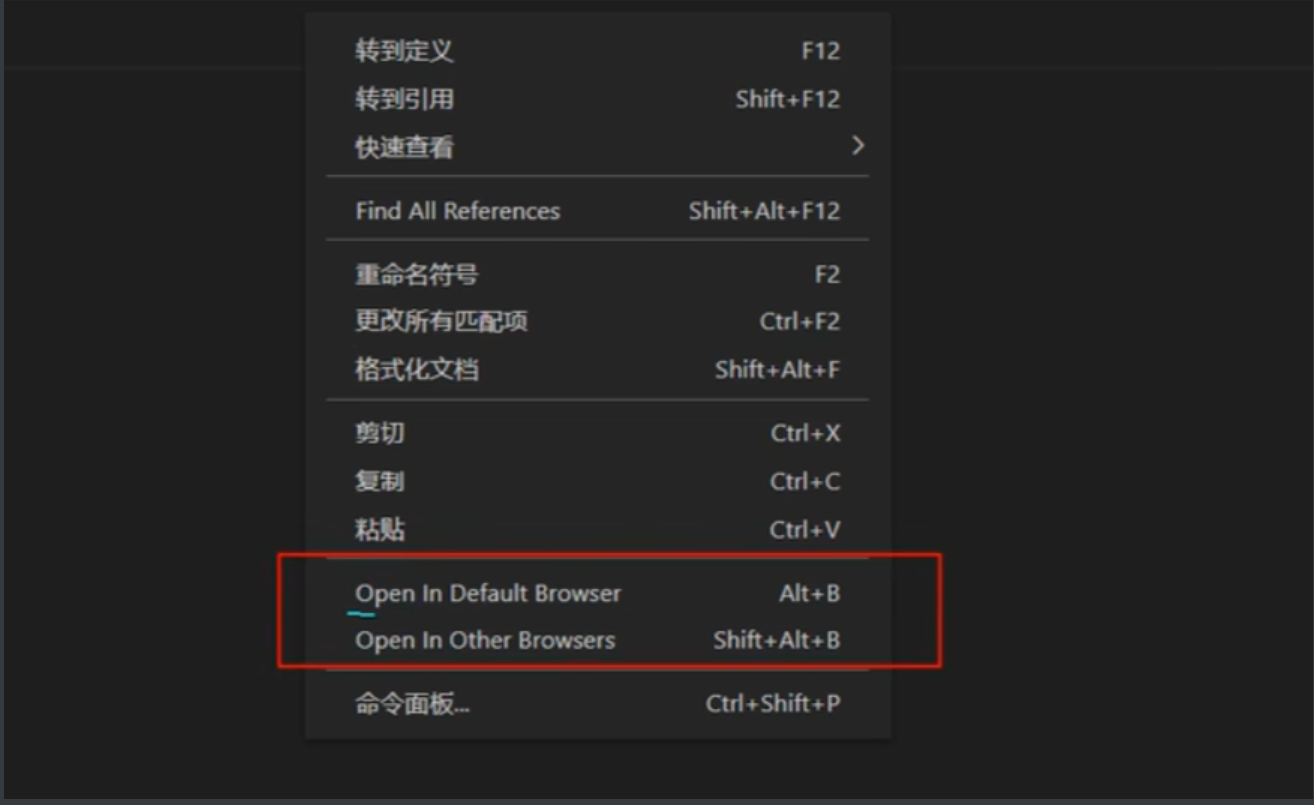 转到定义 F12
转到引用 Shift+F12
快速查看
Find All References Shift+Alt+F12
重命名符号 F2
更改所有匹配项 Ctrl+F2
格式化文档 Shift+Alt+F
剪切 Ctrl+X
复制 Ctrl+C
粘贴 Ctrl+V
Open In Default Browser Alt+B
Open In Other Browsers Shift+Alt+B
命令面板... Ctrl+Shift+P